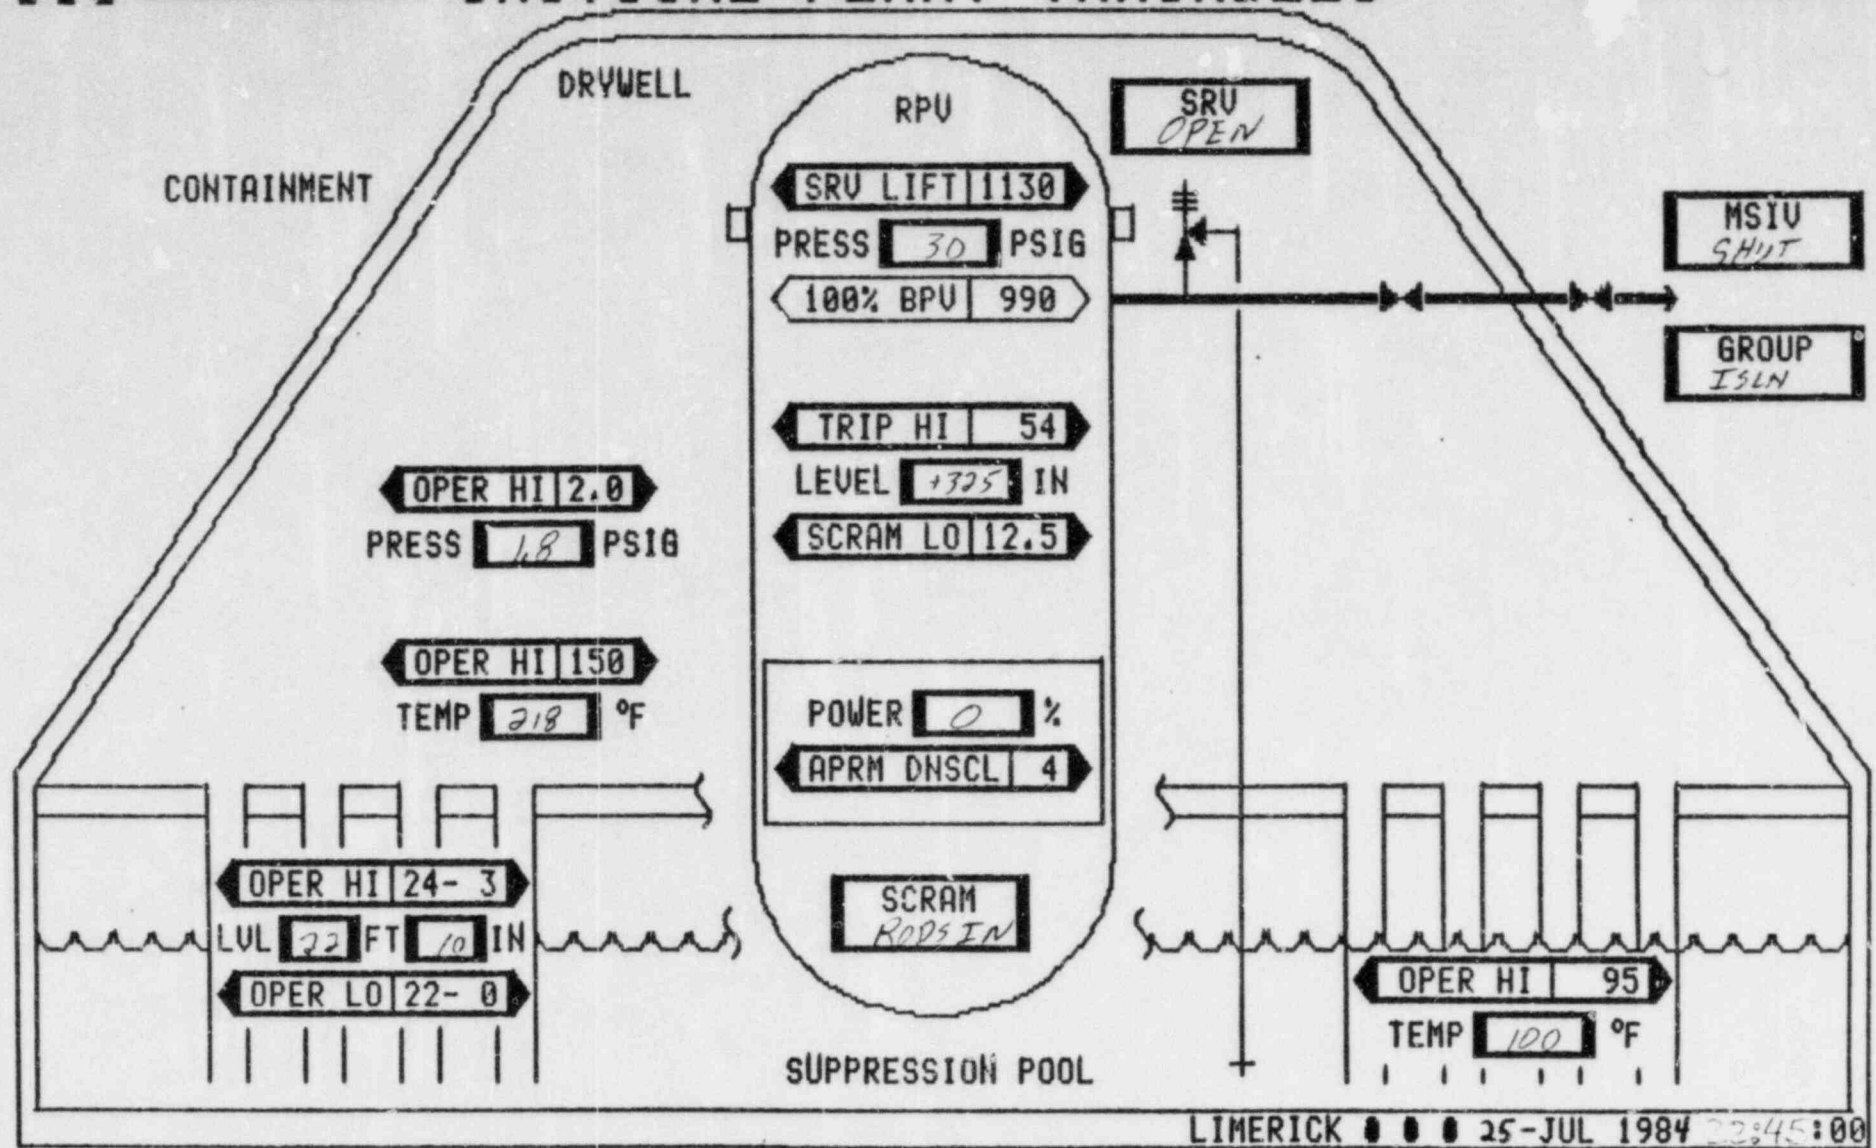 DRYWELL
RPV
SRV
OPEN
CONTAINMENT
SRV LIFT 1130
PRESS 30 PSIG
100% BPV 990
MSIV
SHUT
GROUP
ISLN
TRIP HI 54
LEVEL +325 IN
SCRAM LO 12.5
OPER HI 2.0
PRESS 1.8 PSIG
OPER HI 150
TEMP 218 °F
POWER 0 %
APRM DNSCL 4
OPER HI 24- 3
LVL 22 FT 10 IN
OPER LO 22- 0
SCRAM
RODS IN
OPER HI 95
TEMP 100 °F
SUPPRESSION POOL
LIMERICK 25-JUL 1984 22:45:00